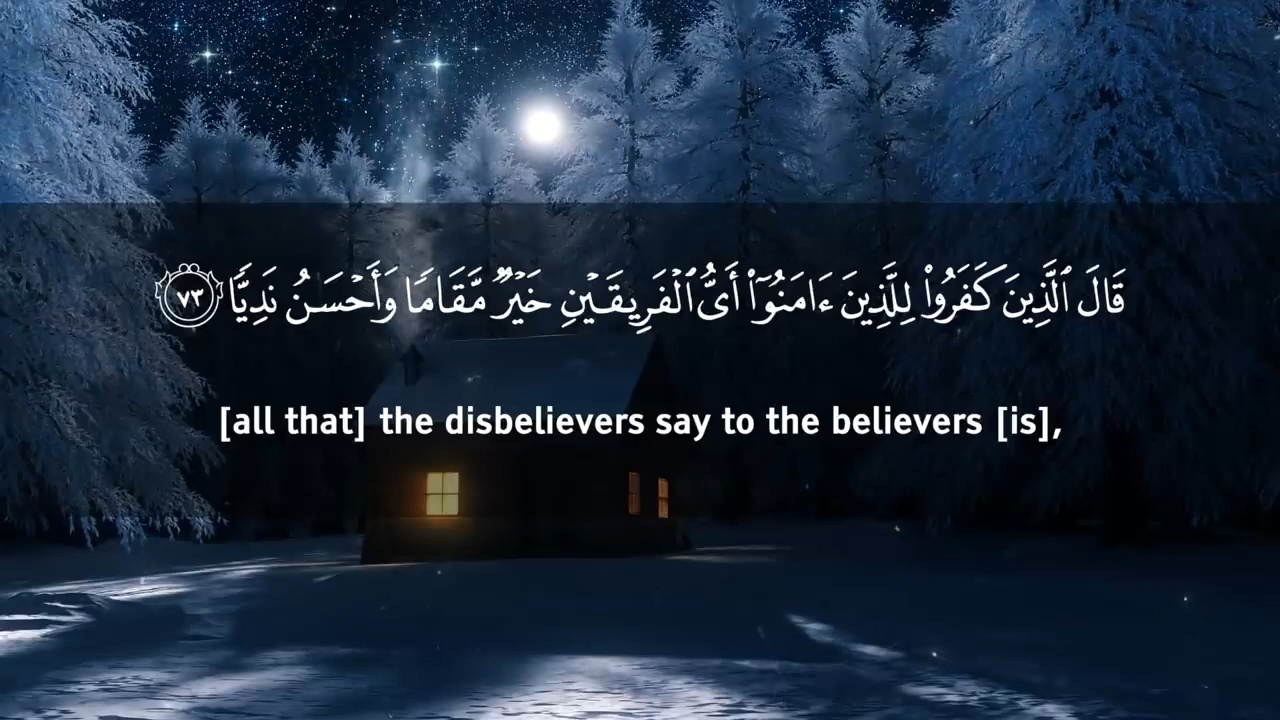 قَالَ ٱلَّذِينَ كَفَرُوا۟ لِلَّذِينَ ءَامَنُوٓا۟ أَىُّ ٱلْفَرِيقَيْنِ خَيْرٌ مَّقَامًا وَأَحْسَنُ نَدِيًّا ٧٣
[all that] the disbelievers say to the believers [is],